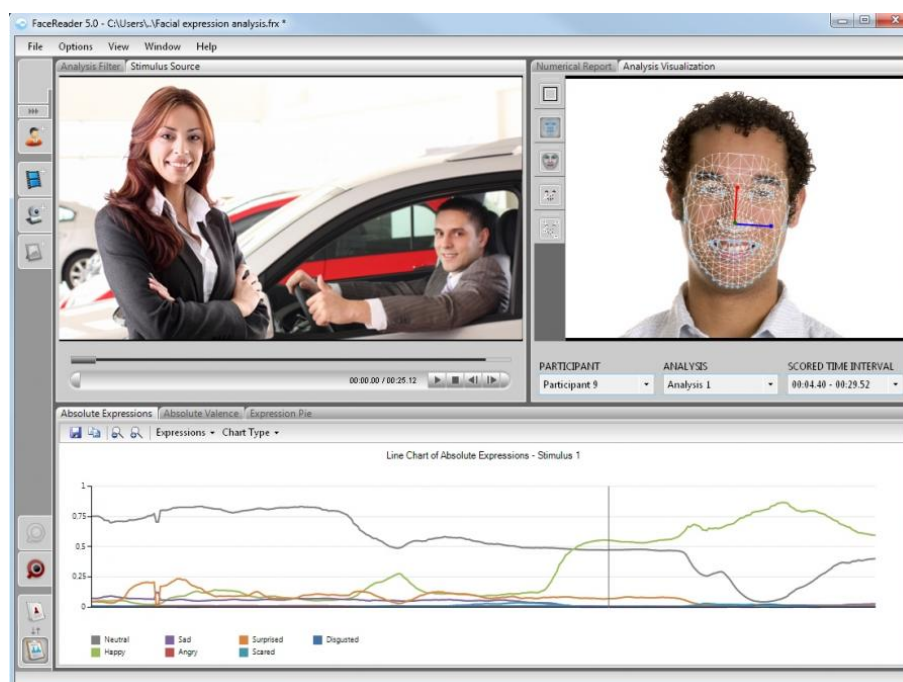 FaceReader 5.0 - C:\Users\..\Facial expression analysis.frx *
File Options View Window Help
Analysis Filter Stimulus Source
Numerical Report Analysis Visualization
00:00.00 / 00:25.12
PARTICIPANT ANALYSIS SCORED TIME INTERVAL
Participant 9 Analysis 1 00:04.40 - 00:29.52
Absolute Expressions Absolute Valence Expression Pie
Expressions Chart Type
Line Chart of Absolute Expressions - Stimulus 1
1
0.75
0.5
0.25
0
Neutral Sad Surprised Disgusted
Happy Angry Scared